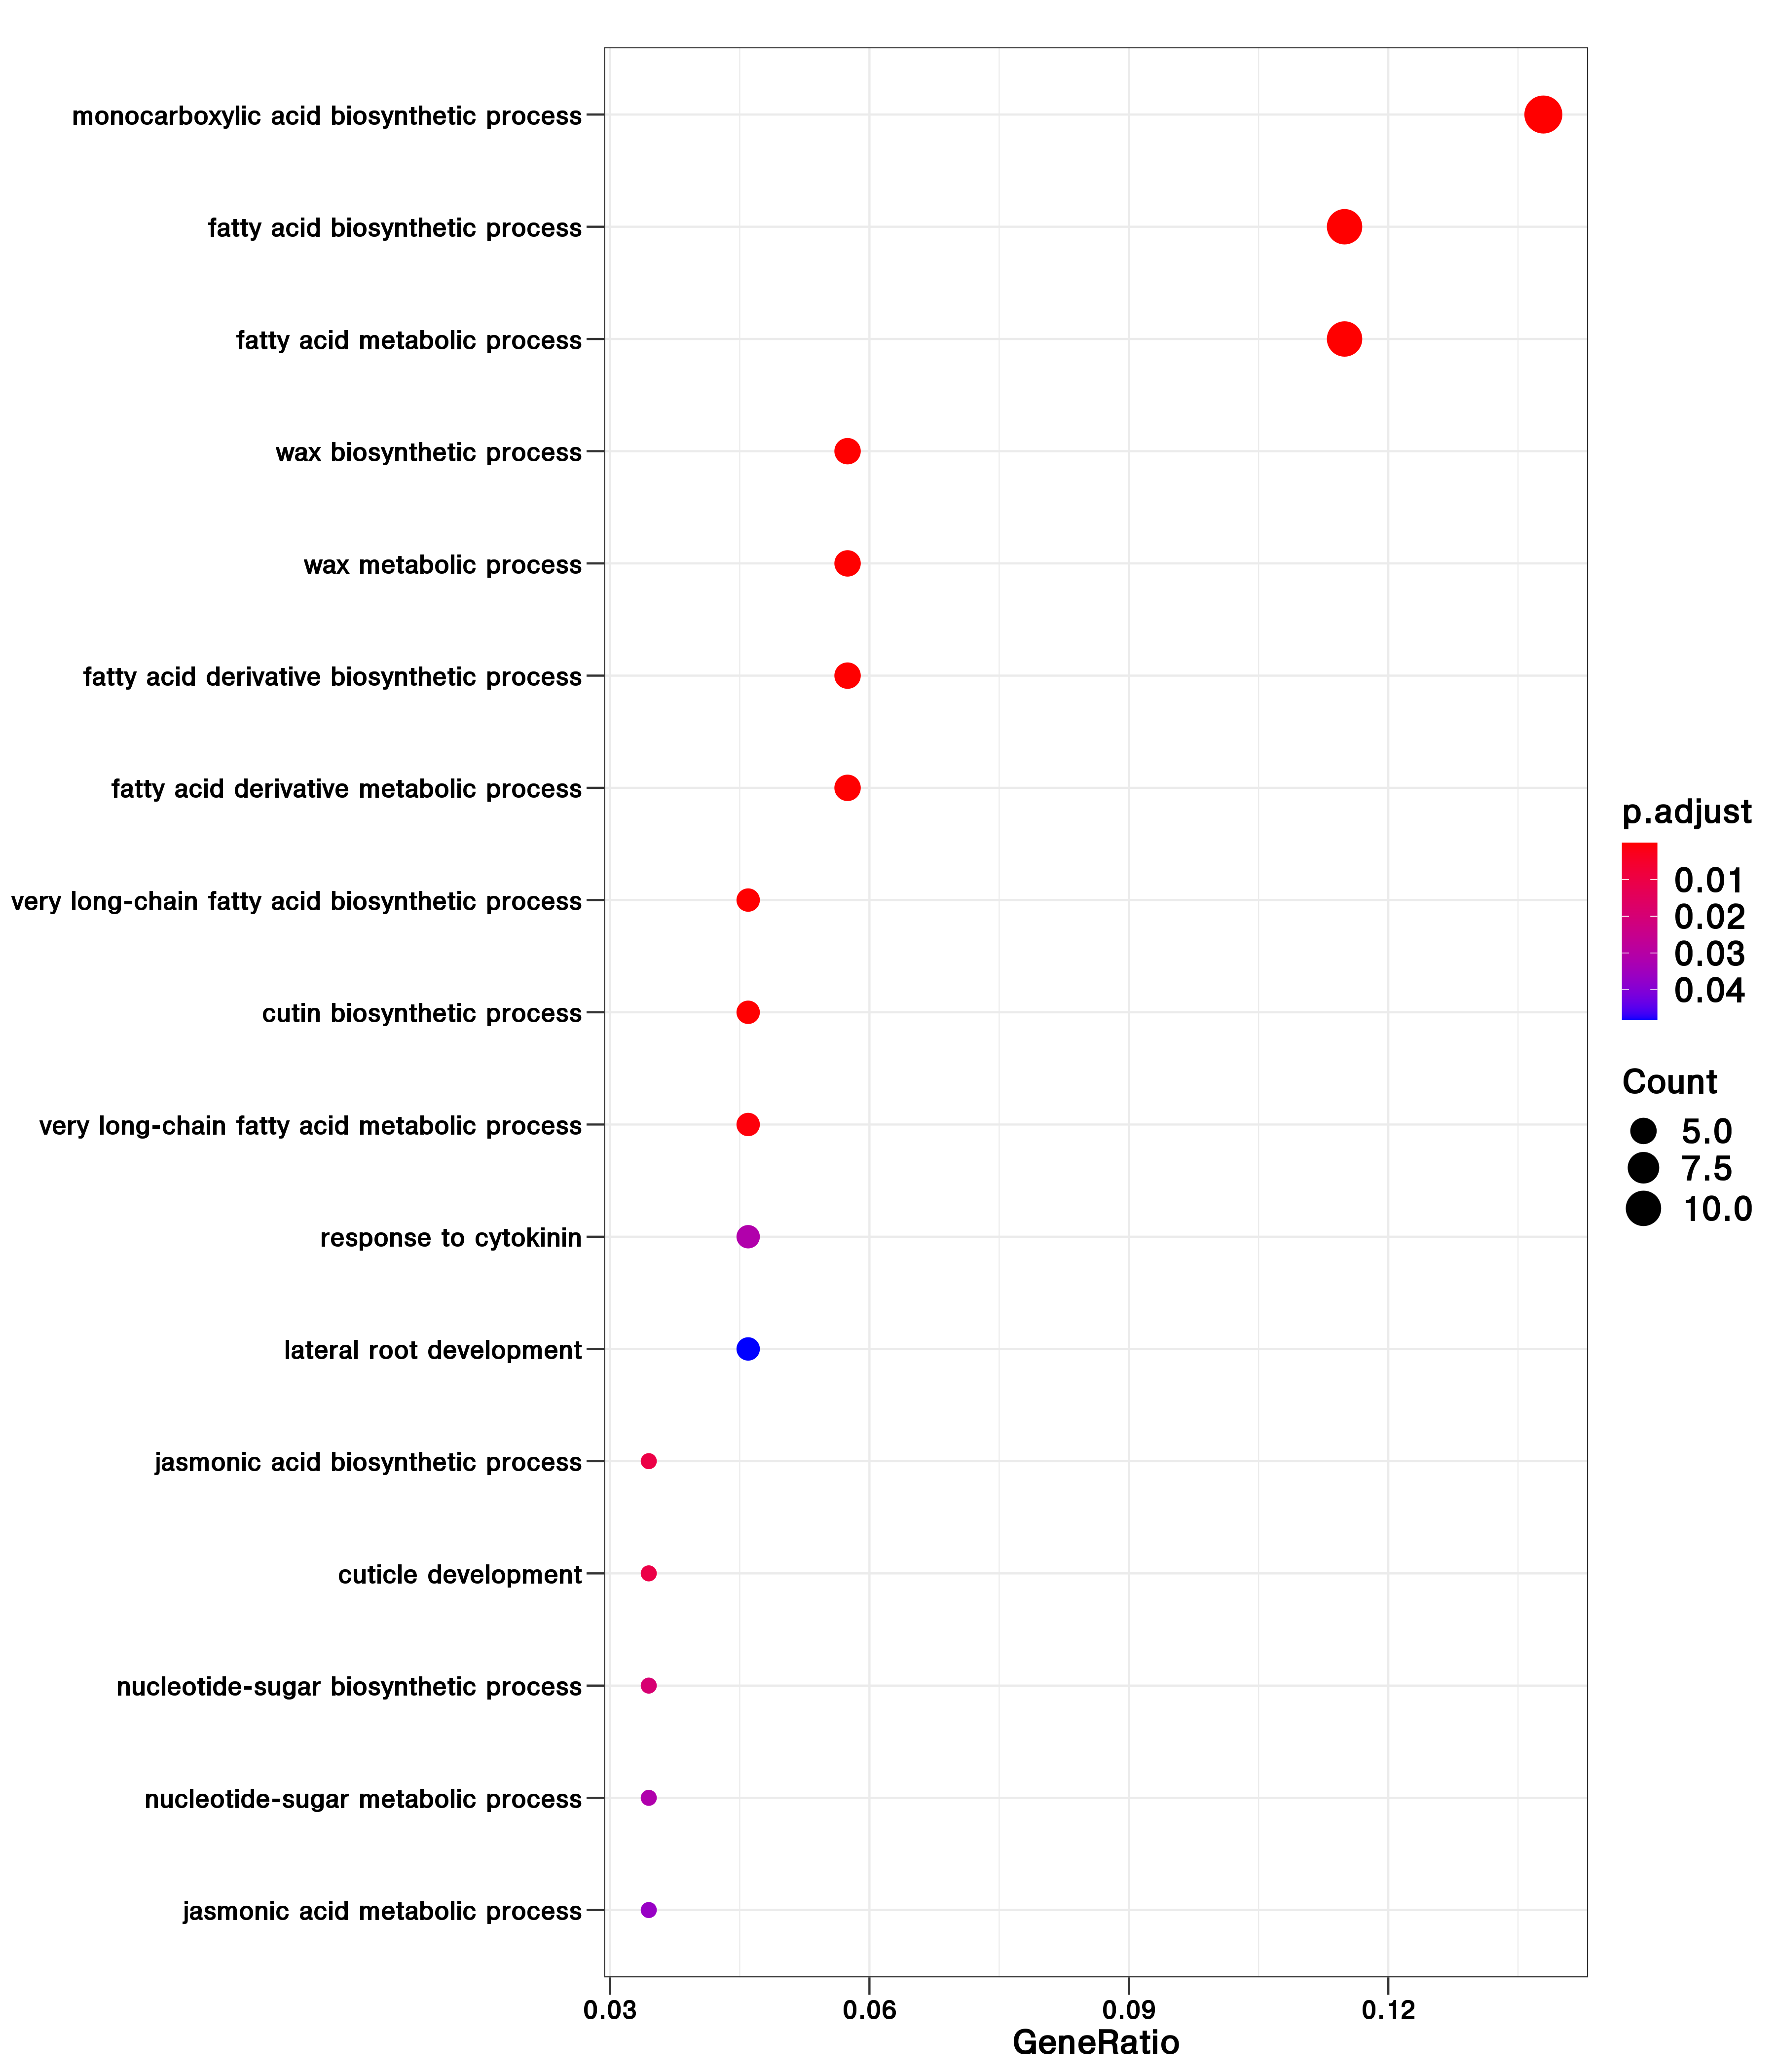 monocarboxylic acid biosynthetic process
fatty acid biosynthetic process
fatty acid metabolic process
wax biosynthetic process
wax metabolic process
fatty acid derivative biosynthetic process
fatty acid derivative metabolic process
very long-chain fatty acid biosynthetic process
cutin biosynthetic process
very long-chain fatty acid metabolic process
response to cytokinin
lateral root development
jasmonic acid biosynthetic process
cuticle development
nucleotide-sugar biosynthetic process
nucleotide-sugar metabolic process
jasmonic acid metabolic process
0.03 0.06 0.09 0.12
GeneRatio
p.adjust
0.01
0.02
0.03
0.04
Count
5.0
7.5
10.0